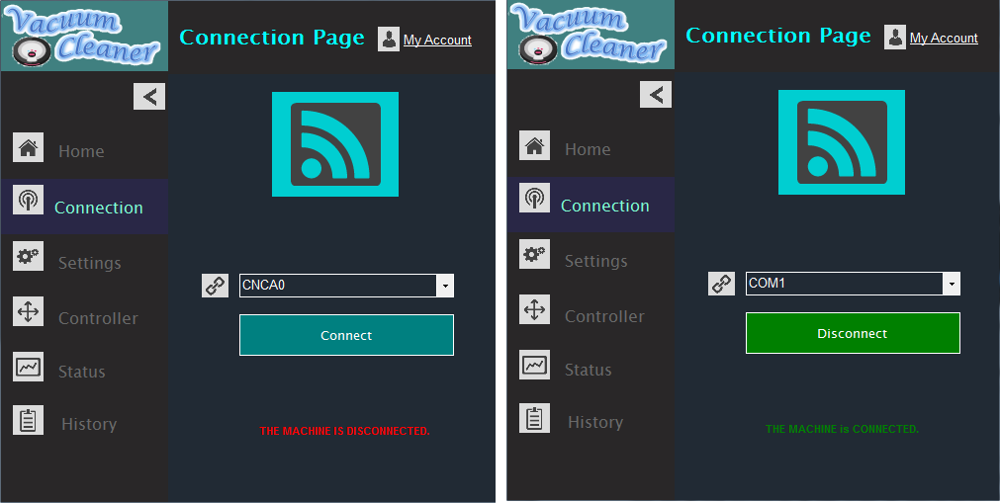 Vacuum
Cleaner
Connection Page
My Account
Home
Connection
Settings
Controller
Status
History
CNCA0
Connect
THE MACHINE IS DISCONNECTED.
Vacuum
Cleaner
Connection Page
My Account
Home
Connection
Settings
Controller
Status
History
COM1
Disconnect
THE MACHINE is CONNECTED.